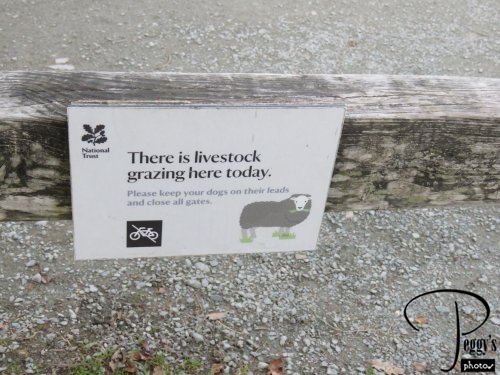 National
Trust
There is livestock
grazing here today.
Please keep your dogs on their leads
and close all gates.
Peggy's
photos